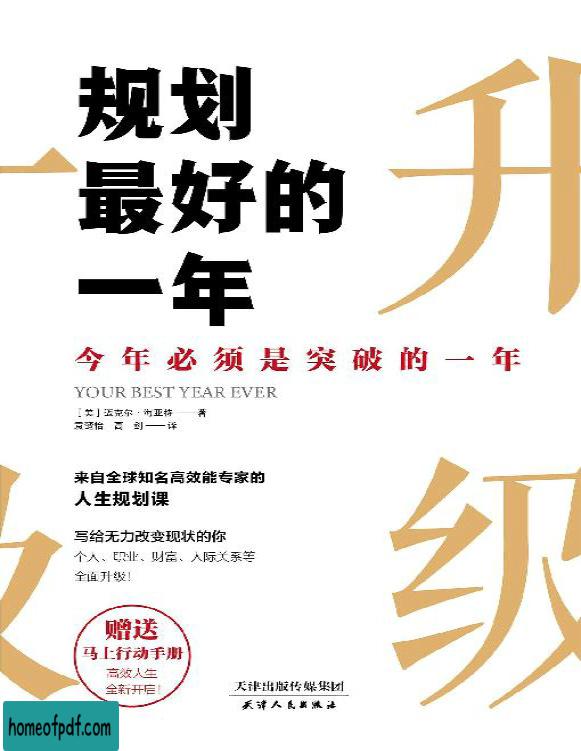 规划
最好的
一年
升
级
今年必须是突破的一年
YOUR BEST YEAR EVER
[美]迈克尔·海亚特——著
高 剑——译
来自全球知名高效能专家的
人生规划课
写给无力改变现状的你
个人、职业、财富、人际关系等
全面升级!
赠送
马上行动手册
高效人生
全新开启!
天津出版传媒集团
天津人民出版社
homeofpdf.com